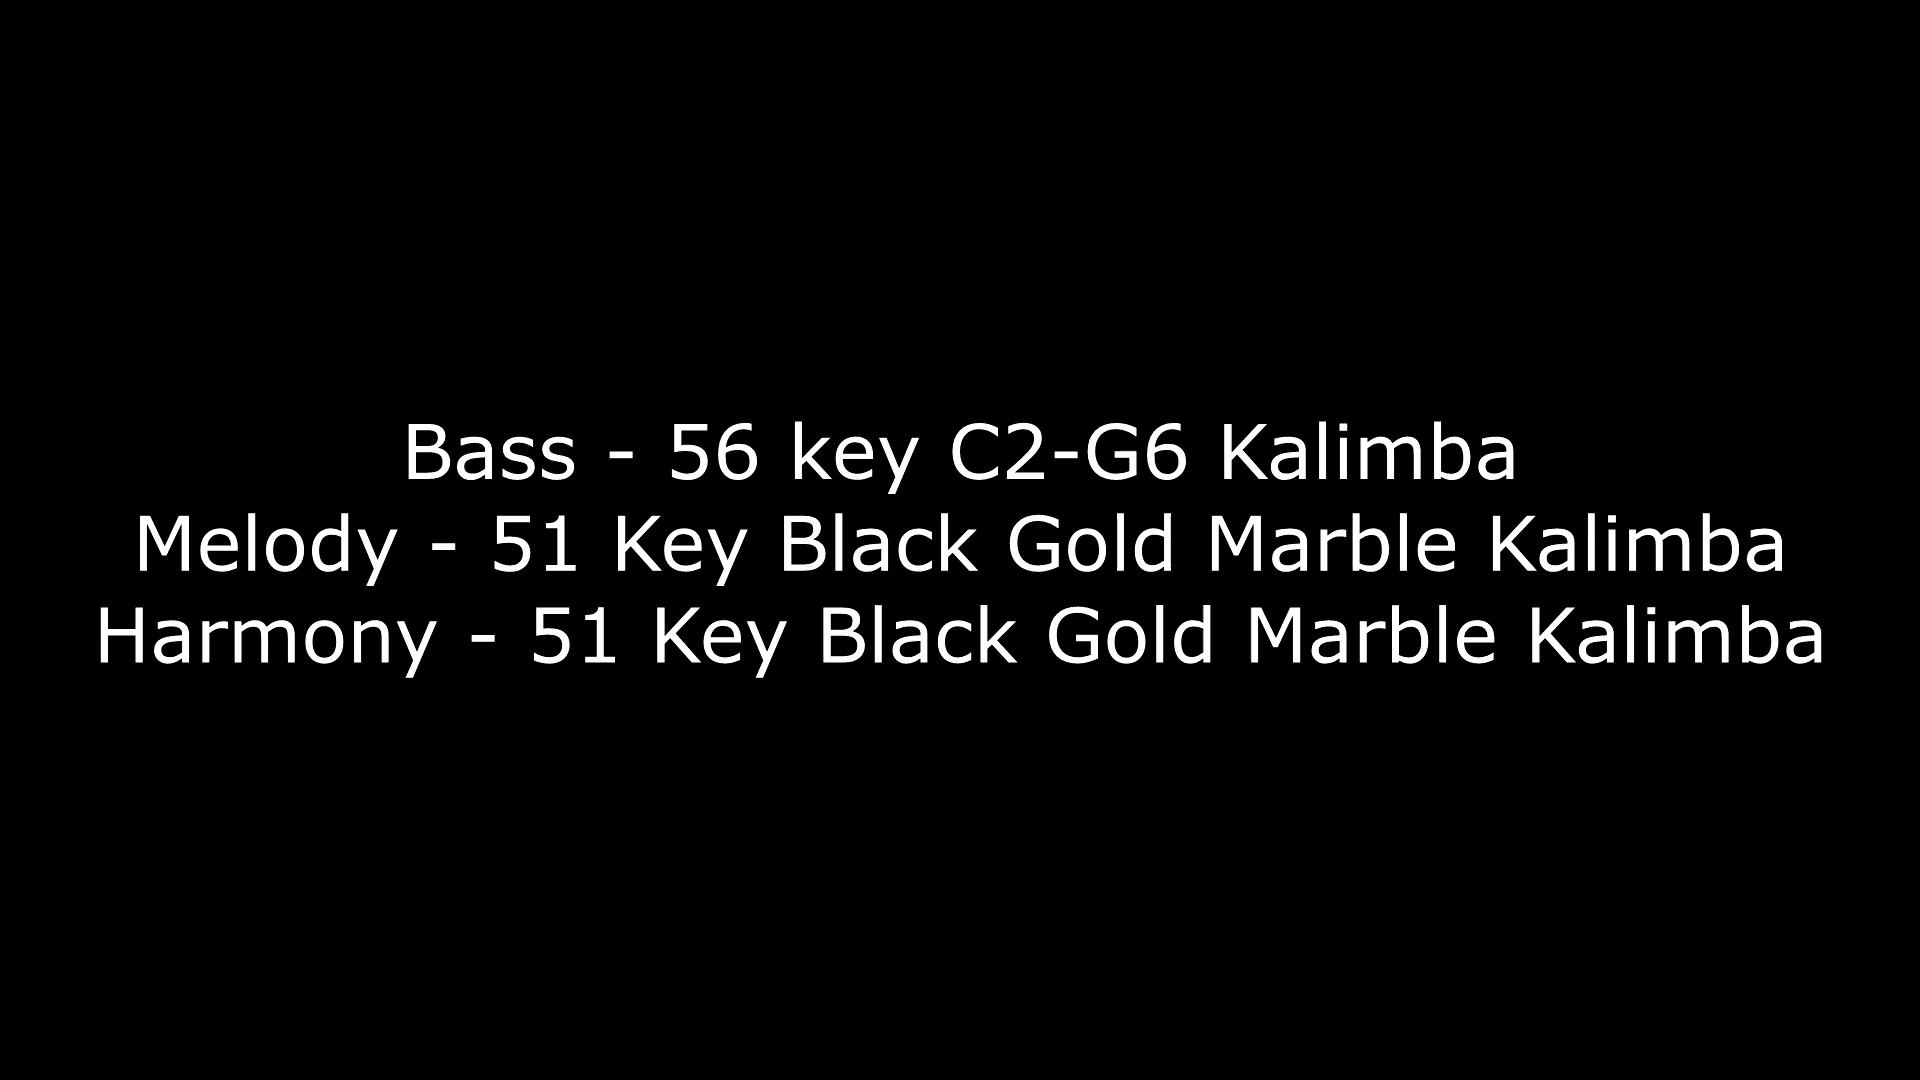 Bass - 56 key C2-G6 Kalimba
Melody - 51 Key Black Gold Marble Kalimba
Harmony - 51 Key Black Gold Marble Kalimba